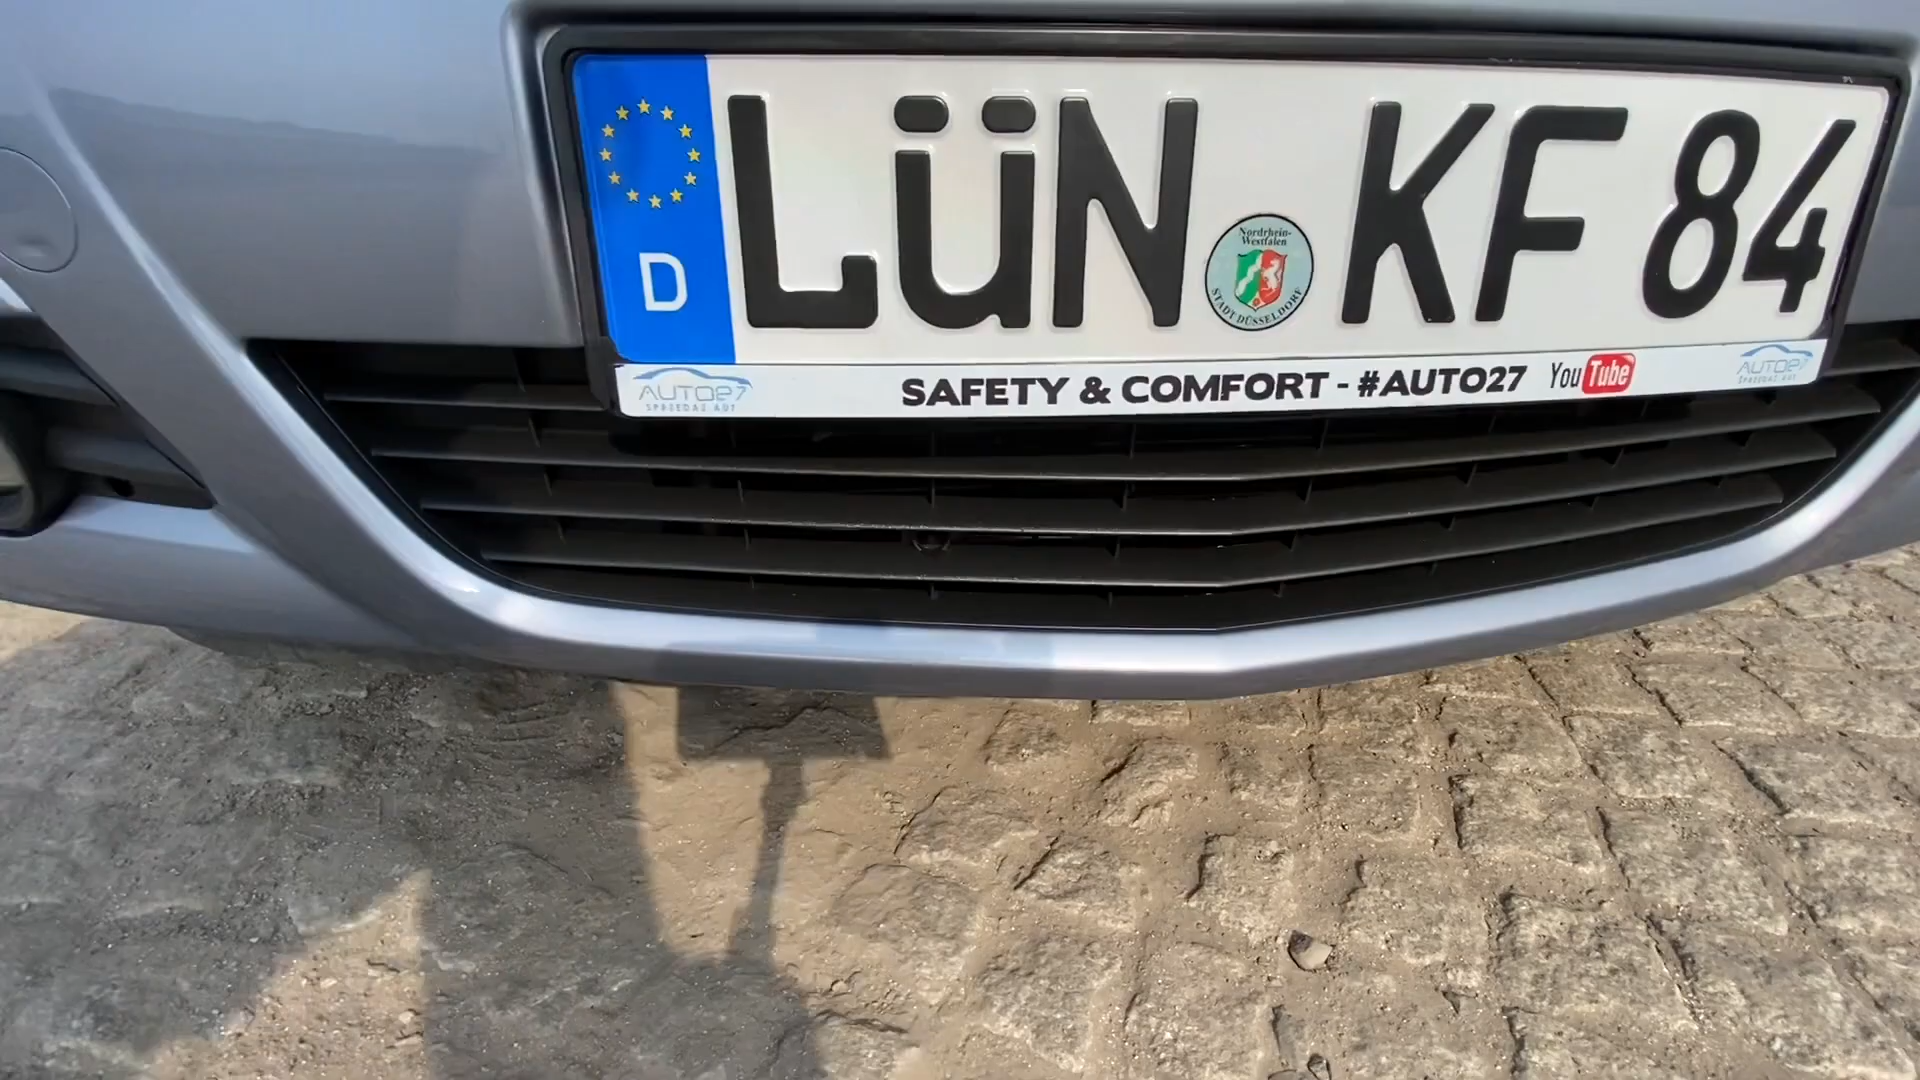 LüN KF 84
D
Nordrhein-
Westfalen
STADT DÜSSELDORF
AUTO27
SAFETY & COMFORT - #AUTO27 YouTube
AUTO27